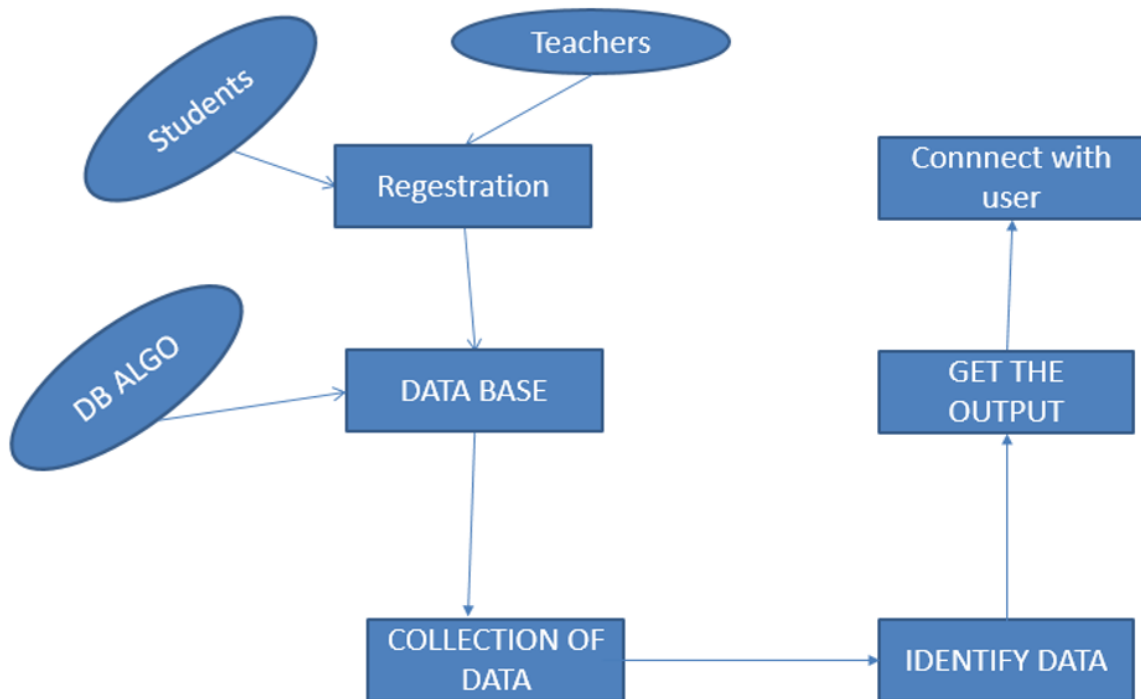 Teachers
Students
Regestration
Connnect with
user
DB ALGO
DATA BASE
GET THE
OUTPUT
COLLECTION OF
DATA
IDENTIFY DATA